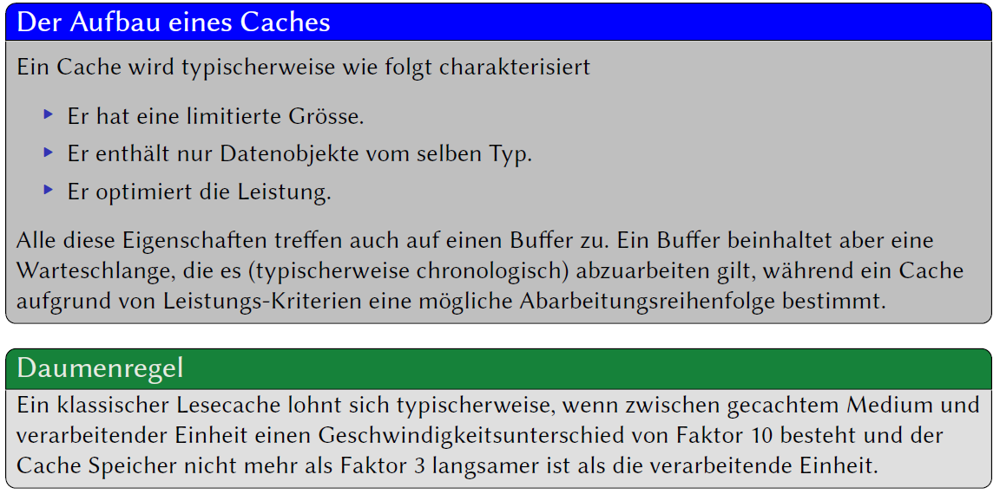 Der Aufbau eines Caches
Ein Cache wird typischerweise wie folgt charakterisiert
Er hat eine limitierte Grösse.
Er enthält nur Datenobjekte vom selben Typ.
Er optimiert die Leistung.
Alle diese Eigenschaften treffen auch auf einen Buffer zu. Ein Buffer beinhaltet aber eine
Warteschlange, die es (typischerweise chronologisch) abzuarbeiten gilt, während ein Cache
aufgrund von Leistungs-Kriterien eine mögliche Abarbeitungsreihenfolge bestimmt.
Daumenregel
Ein klassischer Lesecache lohnt sich typischerweise, wenn zwischen gecachtem Medium und
verarbeitender Einheit einen Geschwindigkeitsunterschied von Faktor 10 besteht und der
Cache Speicher nicht mehr als Faktor 3 langsamer ist als die verarbeitende Einheit.